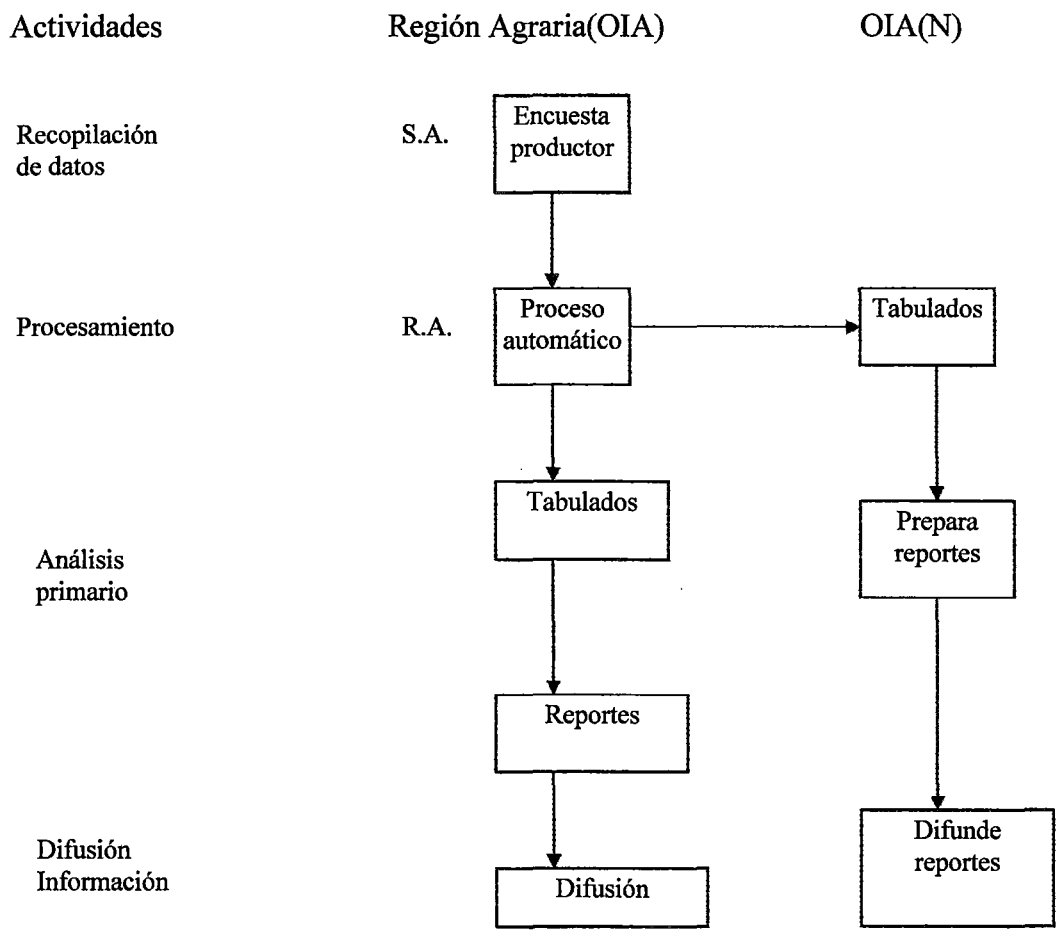 Actividades
Región Agraria(OIA)
OIA(N)
Recopilación
de datos
S.A.
Encuesta
productor
Procesamiento
R.A.
Proceso
automático
Tabulados
Análisis
primario
Tabulados
Prepara
reportes
Reportes
Difusión
Información
Difusión
Difunde
reportes